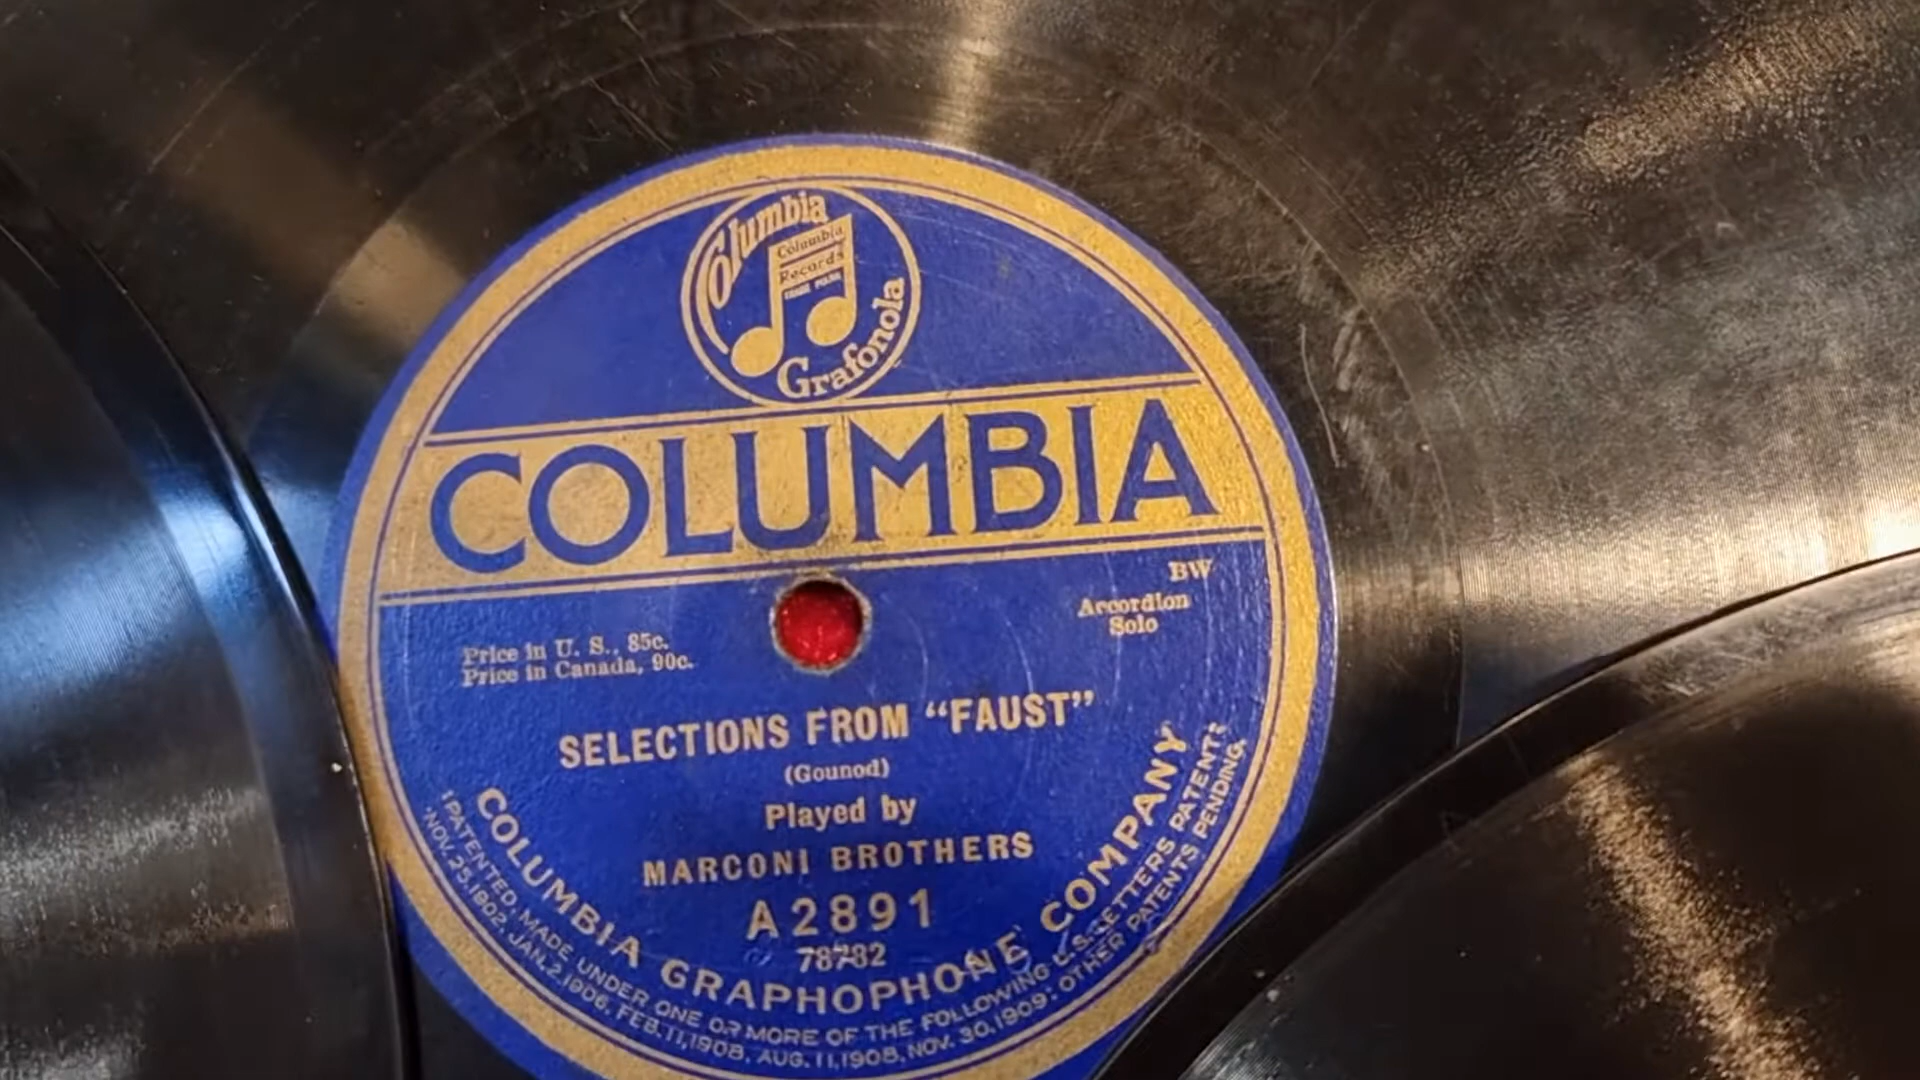 Columbia
Columbia
Records
Grafonola
COLUMBIA
BW
Accordion
Solo
Price in U. S., 85c.
Price in Canada, 90c.
SELECTIONS FROM “FAUST”
(Gounod)
Played by
MARCONI BROTHERS
A2891
78782
COLUMBIA GRAPHOPHONE COMPANY
PATENTED, MADE UNDER ONE OR MORE OF THE FOLLOWING U.S. LETTERS PATENT:
NOV. 25, 1902, JAN. 2, 1906, FEB. 11, 1908, AUG. 11, 1908, NOV. 30, 1909; OTHER PATENTS PENDING.